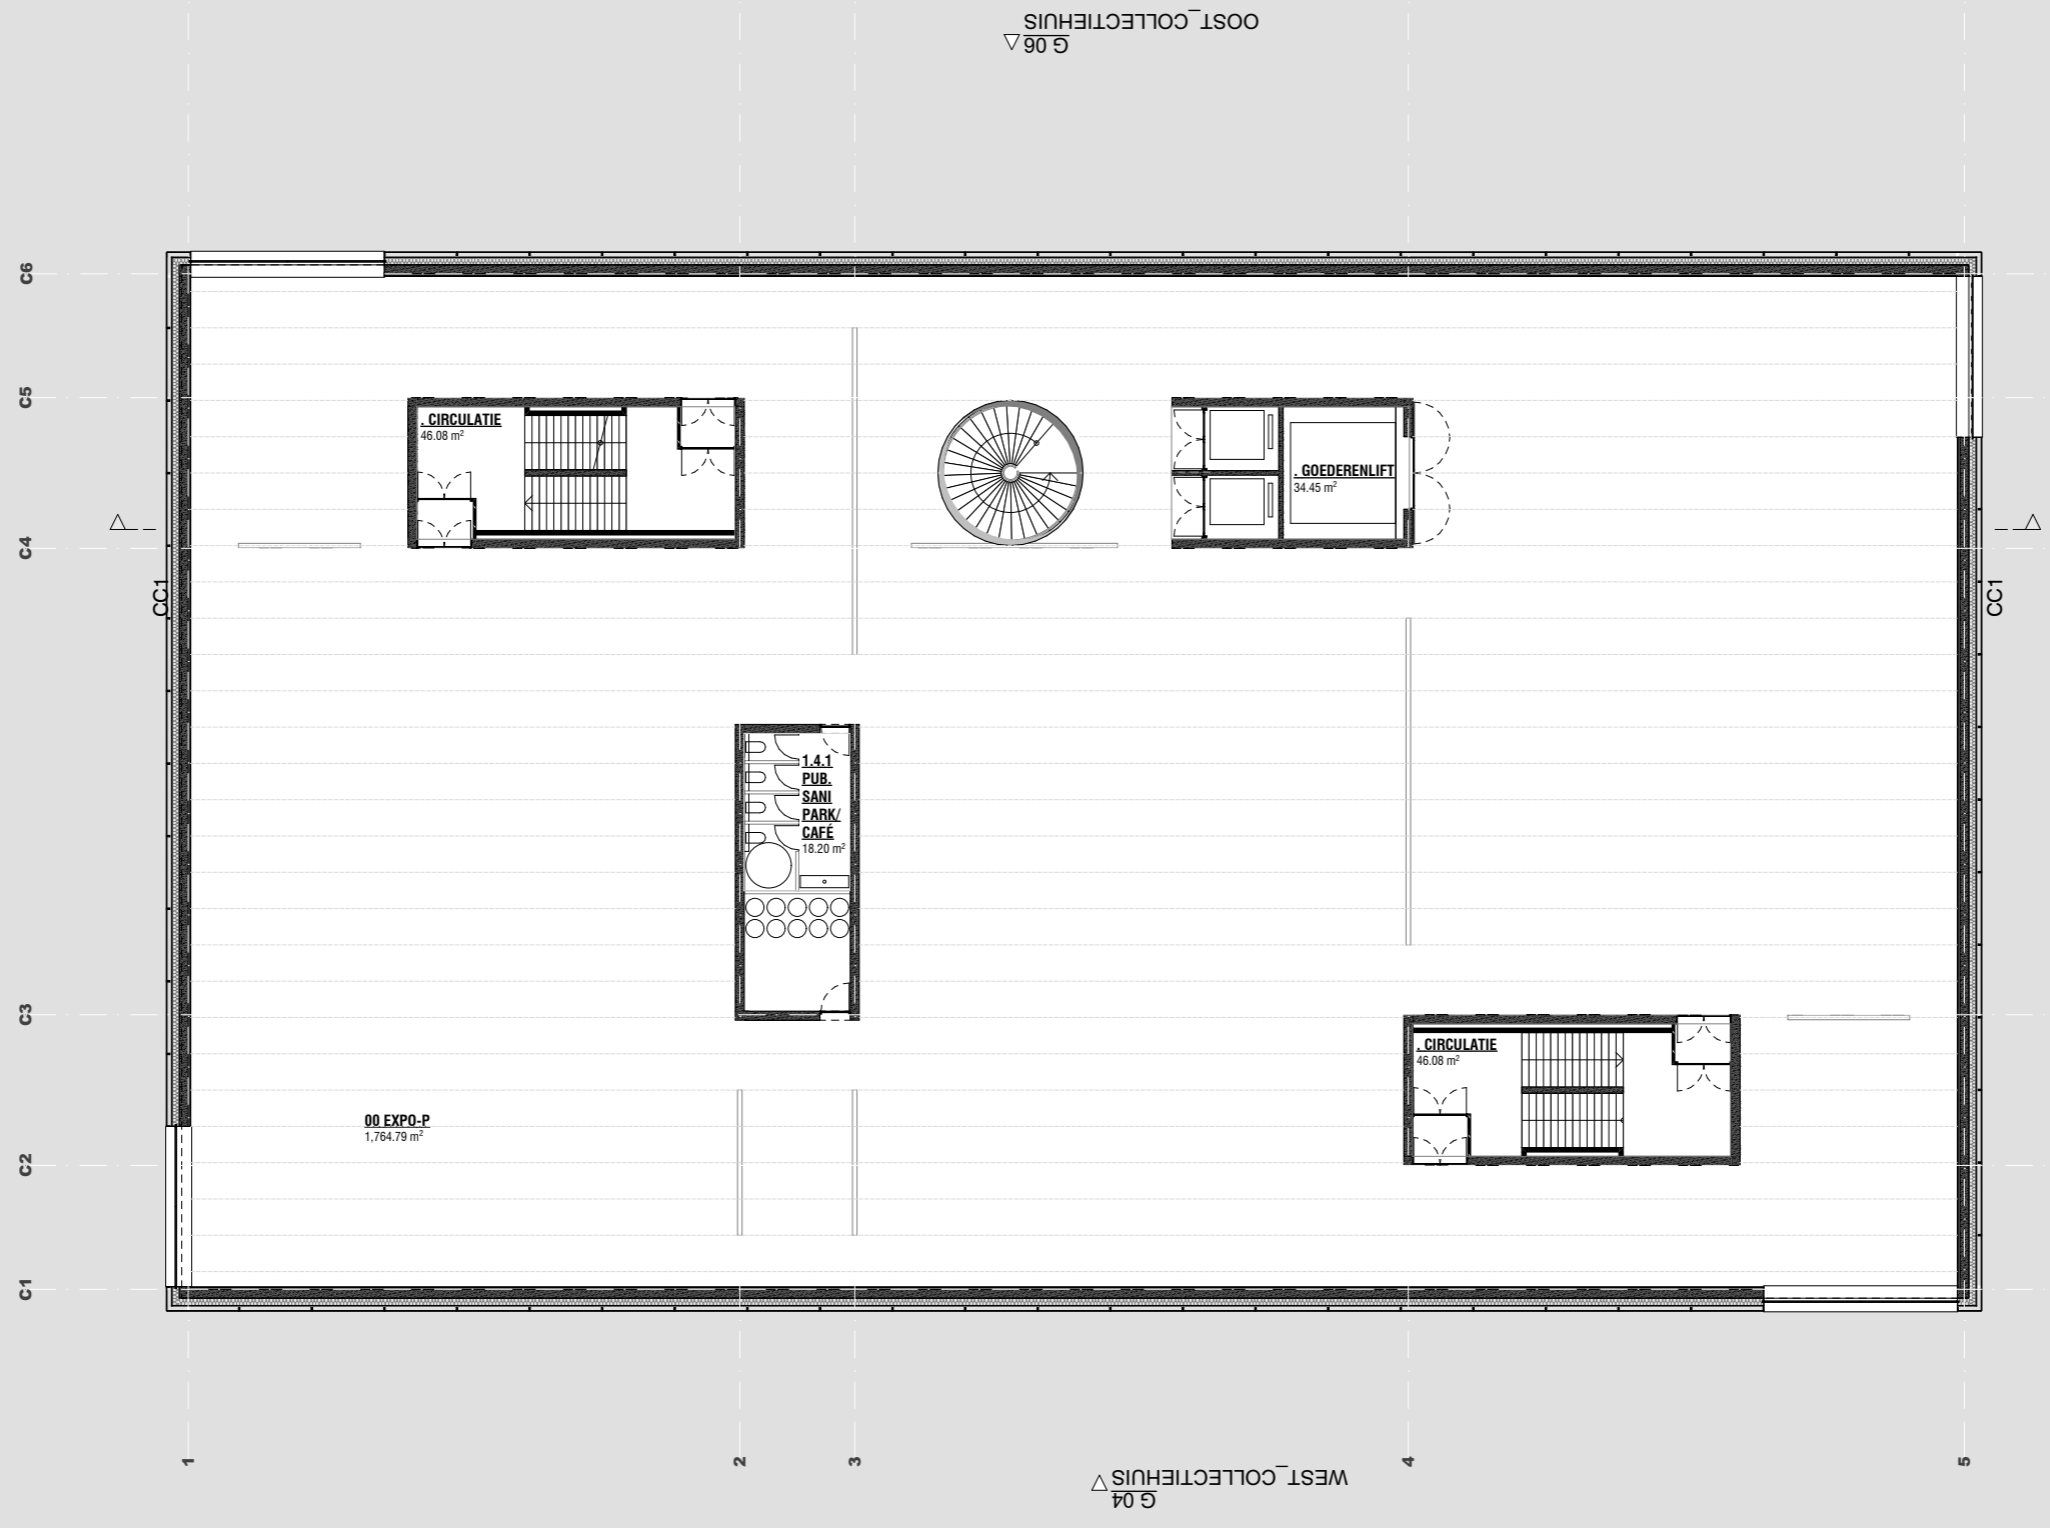 OOST_COLLECTIEHUIS
G 06
C6
C5
. CIRCULATIE
46.08 m²
. GOEDERENLIFT
34.45 m²
C4
CC1
CC1
1.4.1
PUB.
SANI
PARK/
CAFÉ
18.20 m²
C3
. CIRCULATIE
46.08 m²
00 EXPO-P
1,764.79 m²
C2
C1
1
2
3
4
5
WEST_COLLECTIEHUIS
G 04